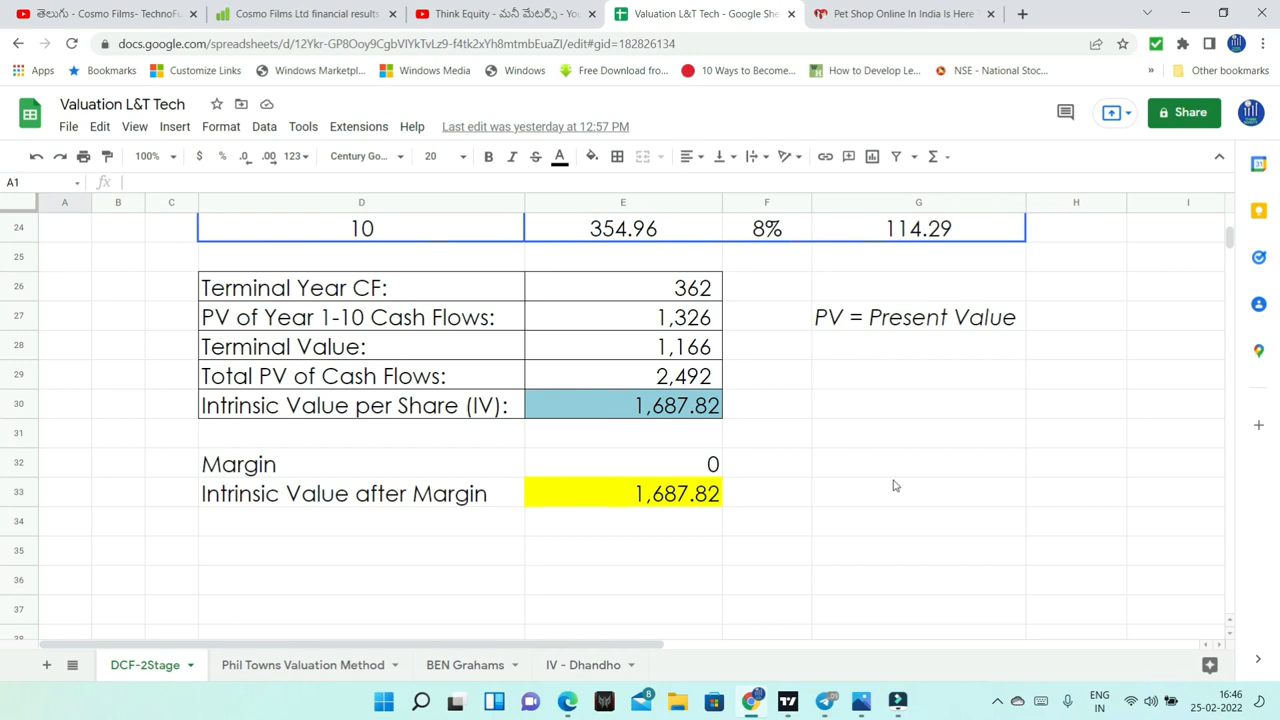 తెలుగు - Cosmo Films- TechnoFu
Cosmo Films Ltd financial results
Think Equity - మనీ మేటర్స్ - Yo
Valuation L&T Tech - Google She
Pet Shop Online In India Is Here
docs.google.com/spreadsheets/d/12Ykr-GP8Ooy9CgbVIYkTvLz9-f4tk2xYh8mtmbEuaZI/edit#gid=182826134
Apps Bookmarks Customize Links Windows Marketpl... Windows Media Windows Free Download fro... 10 Ways to Become... How to Develop Le... NSE - National Stoc... » Other bookmarks
Valuation L&T Tech
Share
File Edit View Insert Format Data Tools Extensions Help Last edit was yesterday at 12:57 PM
100% $ % .0 .00 123 Century Go... 20 B I S A Σ
A1 fx
A B C D E F G H I
24 10 354.96 8% 114.29
25
26 Terminal Year CF: 362
27 PV of Year 1-10 Cash Flows: 1,326 PV = Present Value
28 Terminal Value: 1,166
29 Total PV of Cash Flows: 2,492
30 Intrinsic Value per Share (IV): 1,687.82
31
32 Margin 0
33 Intrinsic Value after Margin 1,687.82
34
35
36
37
38
DCF-2Stage Phil Towns Valuation Method BEN Grahams IV - Dhandho
8
ENG
IN
16:46
25-02-2022